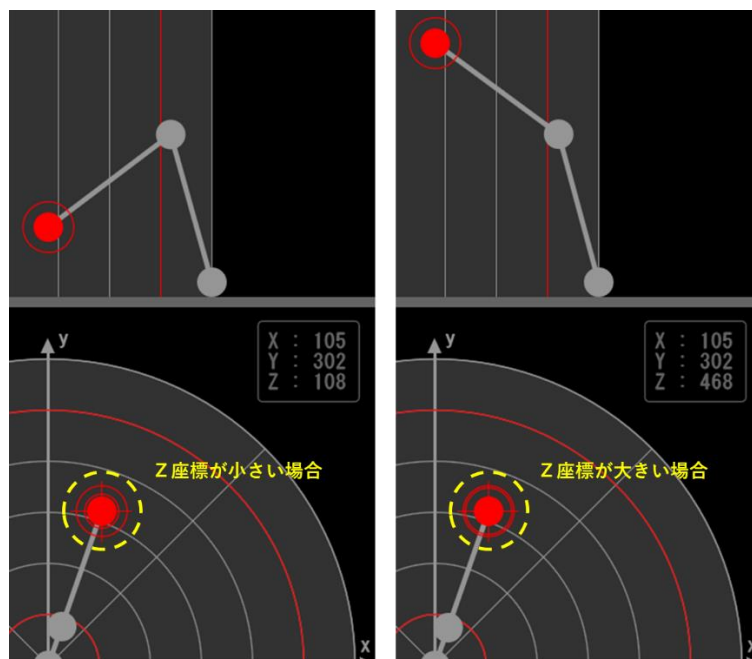 y
X : 105
Y : 302
Z : 108
Z座標が小さい場合
x
y
X : 105
Y : 302
Z : 468
Z座標が大きい場合
x